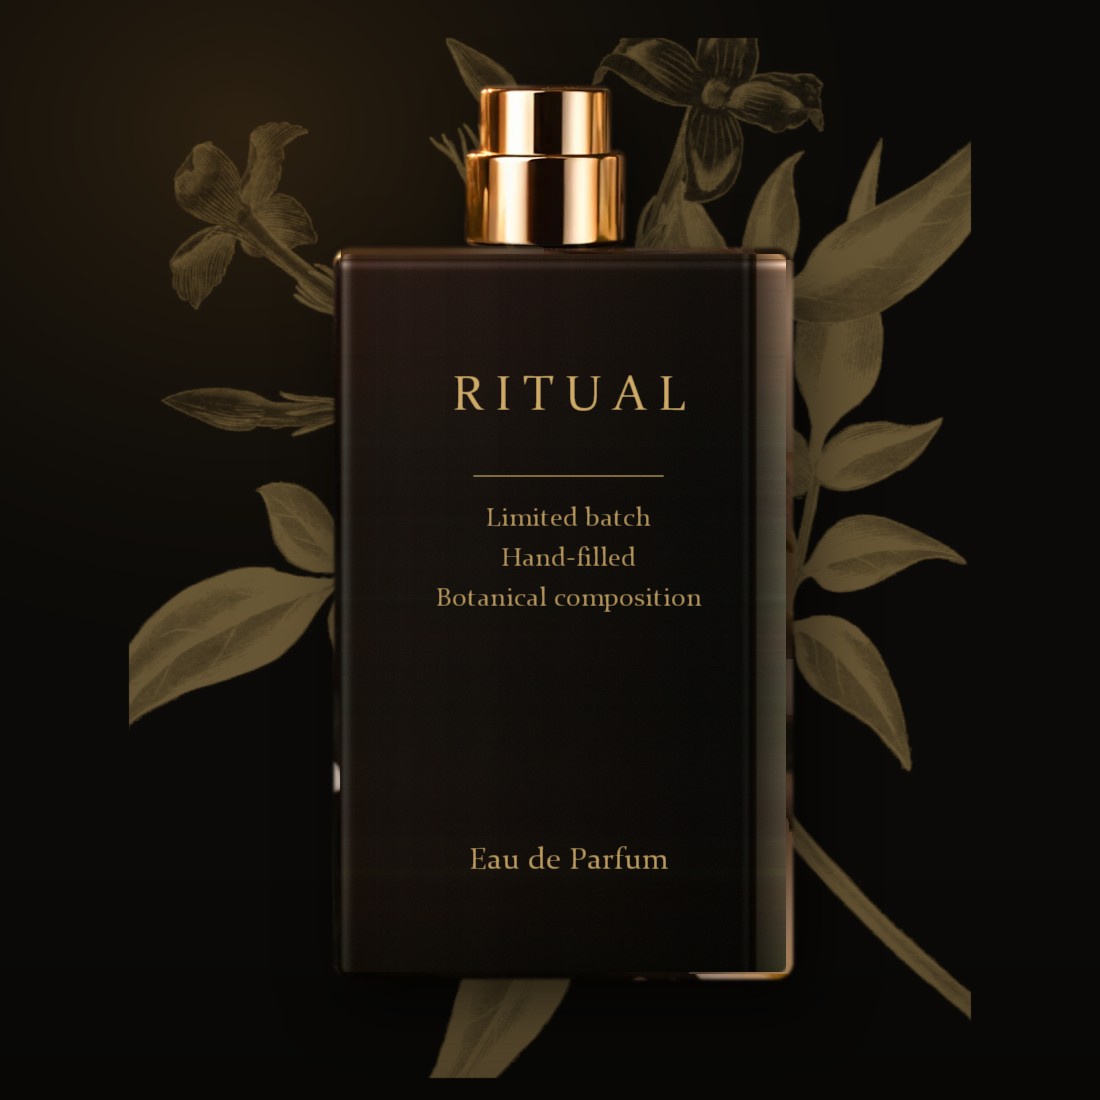 RITUAL
Limited batch
Hand-filled
Botanical composition
Eau de Parfum